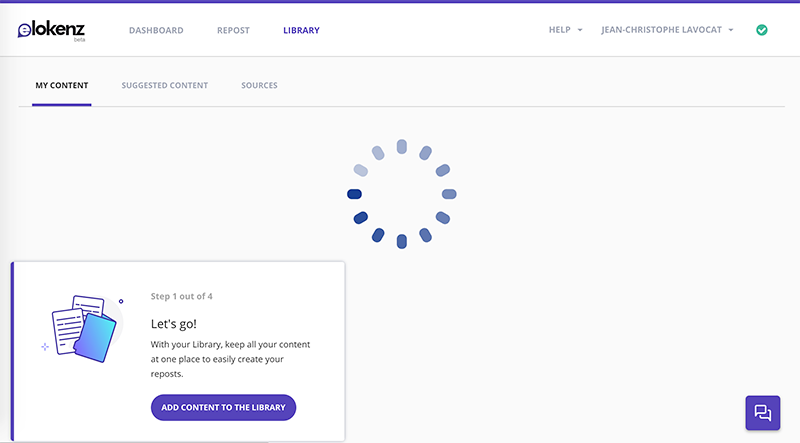 elokenz
beta
DASHBOARD REPOST LIBRARY HELP JEAN-CHRISTOPHE LAVOCAT
MY CONTENT SUGGESTED CONTENT SOURCES
Step 1 out of 4
Let's go!
With your Library, keep all your content
at one place to easily create your
reposts.
ADD CONTENT TO THE LIBRARY